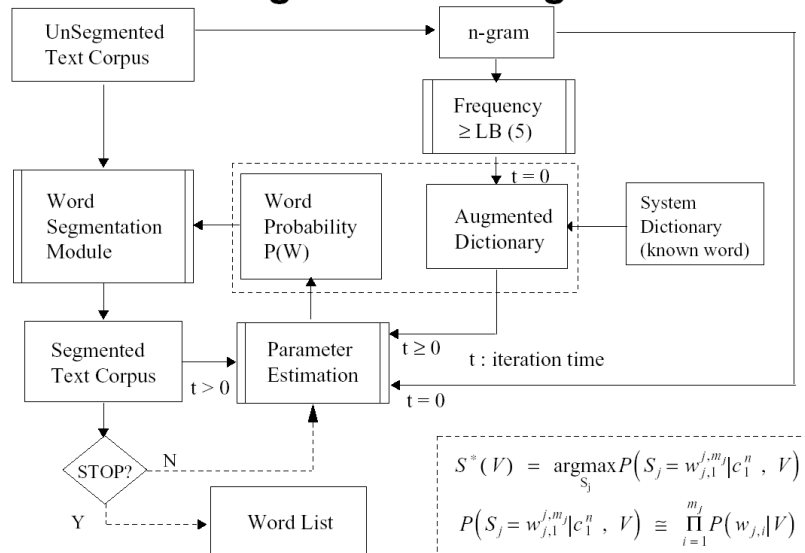 UnSegmented
Text Corpus
n-gram
Frequency
≥ LB (5)
t = 0
Word
Segmentation
Module
Word
Probability
P(W)
Augmented
Dictionary
System
Dictionary
(known word)
Segmented
Text Corpus
t > 0
Parameter
Estimation
t ≥ 0
t : iteration time
t = 0
STOP?
N
Y
Word List
S*(V) = argmax P(S_j = w_{j,1}^{j,m_j} | c_1^n , V)
S_j
P(S_j = w_{j,1}^{j,m_j} | c_1^n , V) ≅ ∏_{i=1}^{m_j} P(w_{j,i} | V)